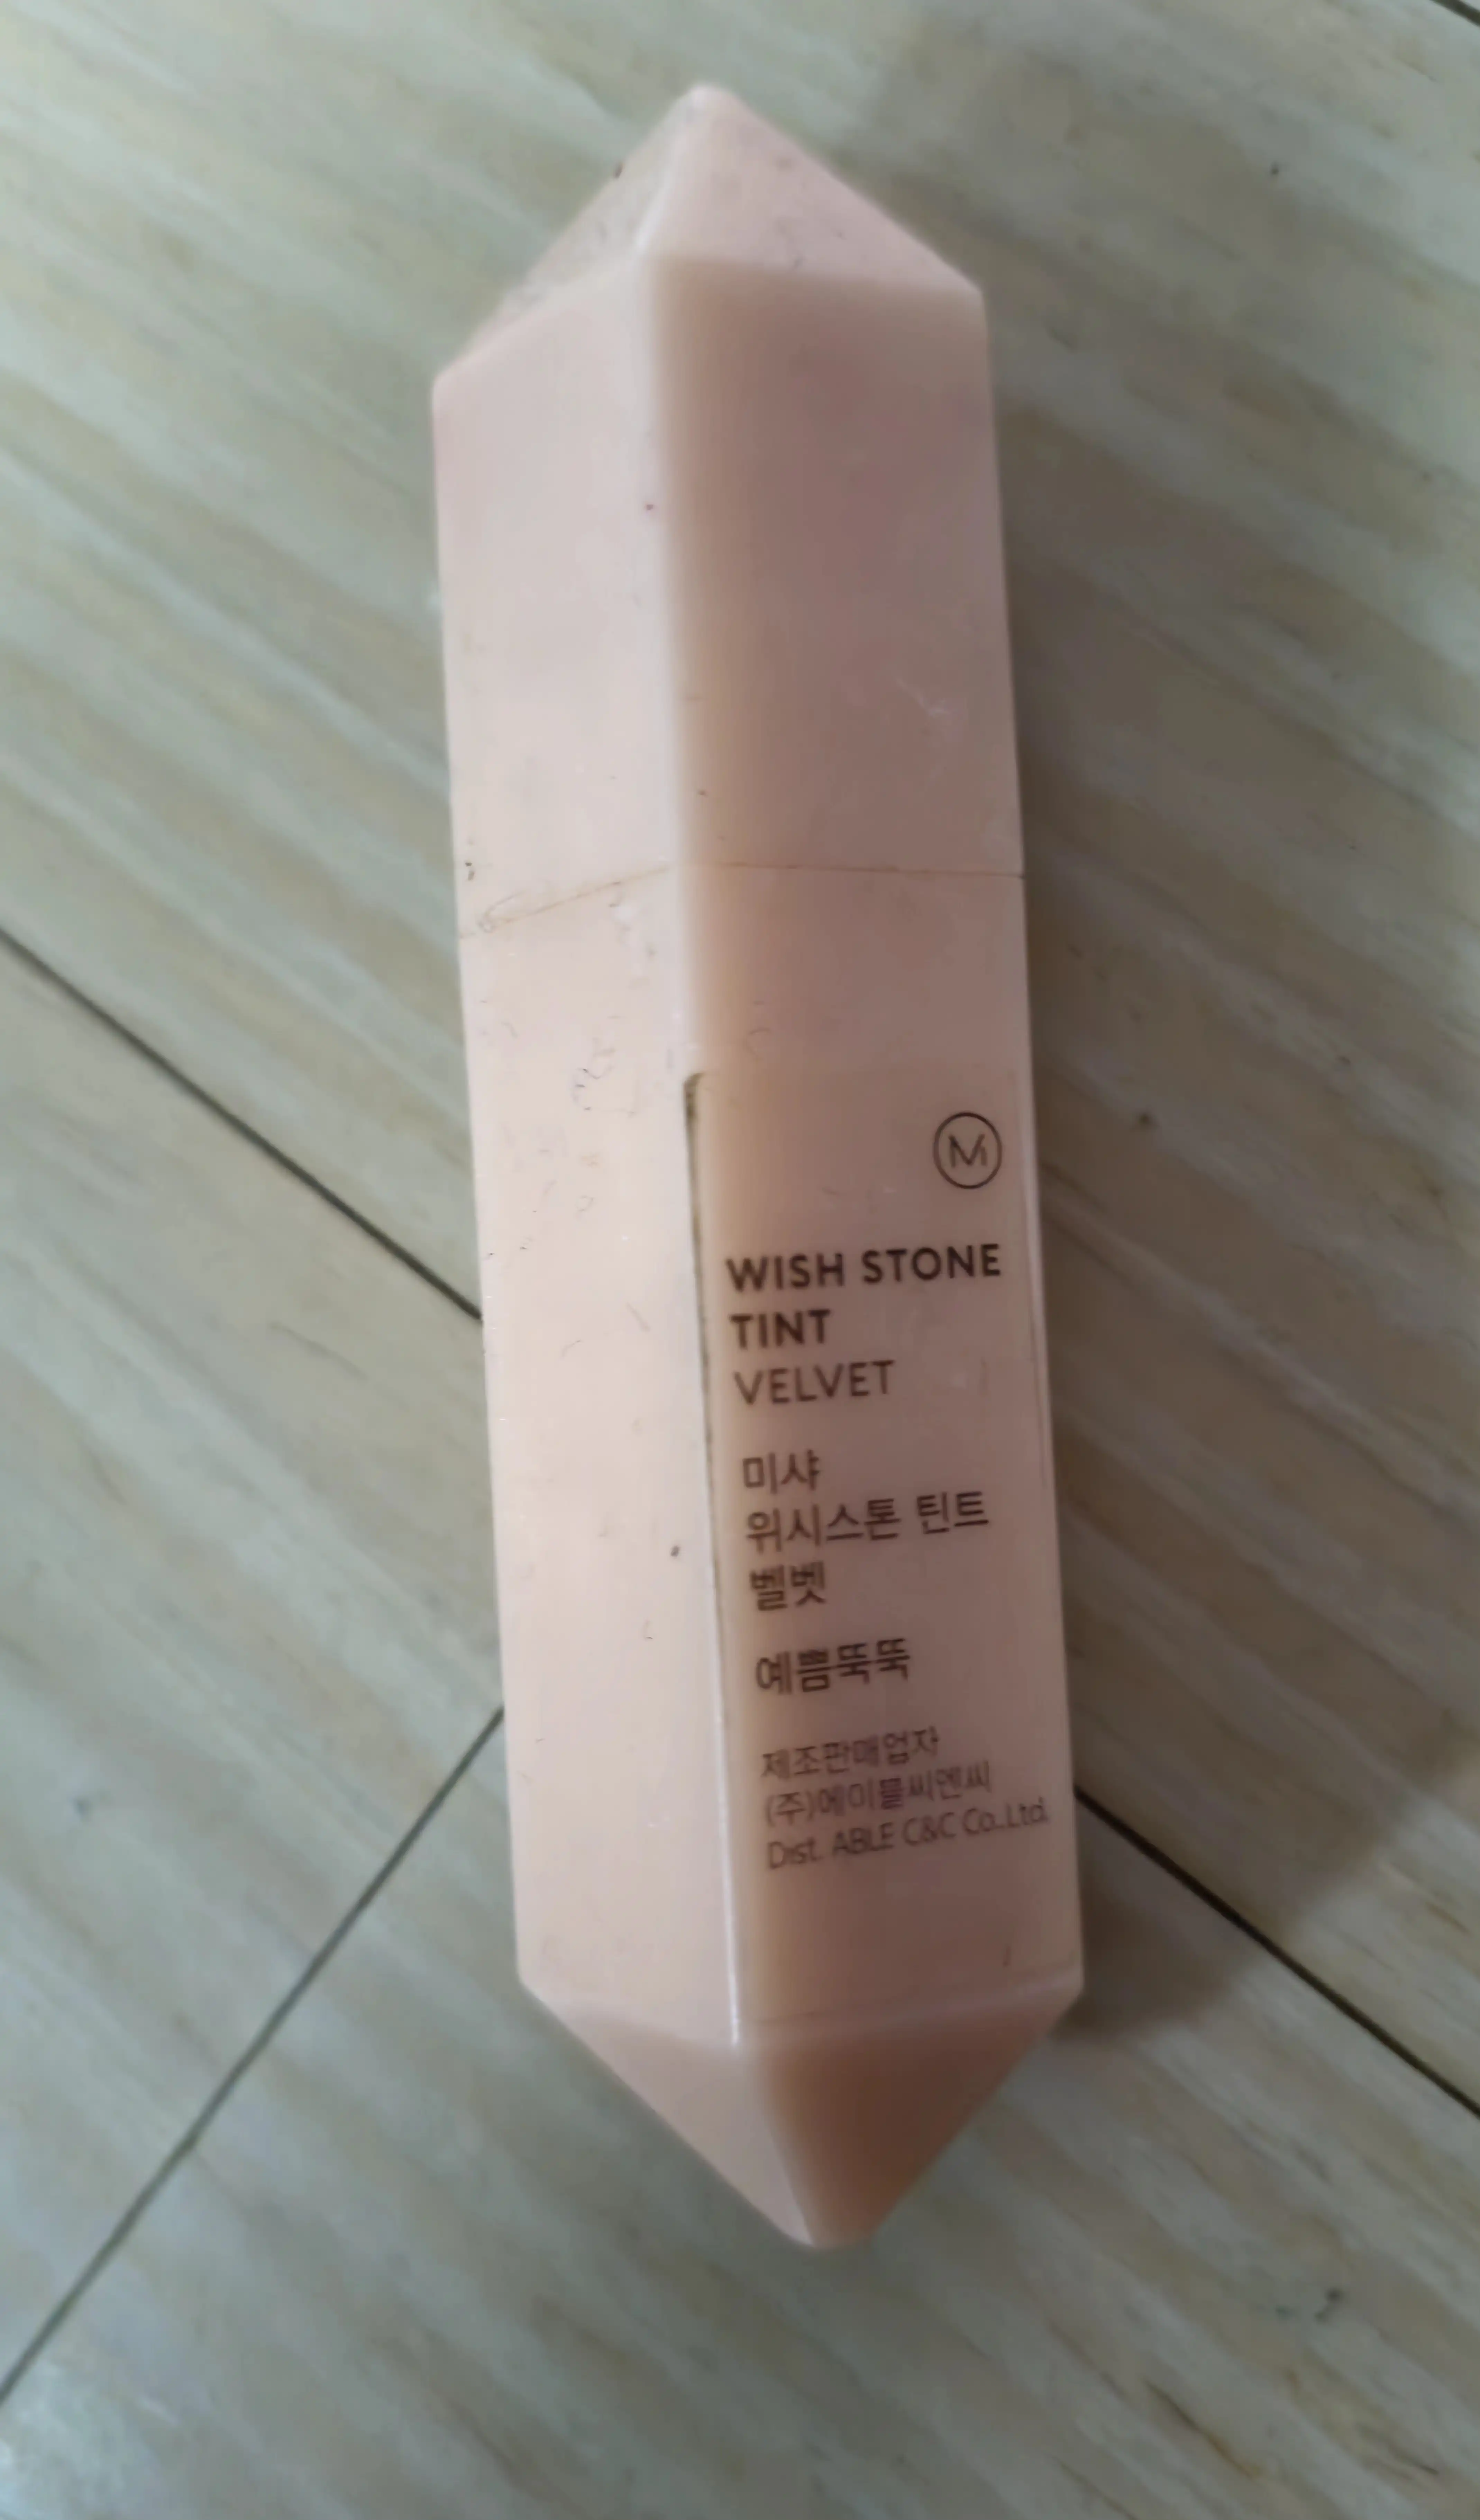 M
WISH STONE
TINT
VELVET
미샤
위시스톤 틴트
벨벳
예쁨뚝뚝
제조판매업자
(주)에이블씨엔씨
Dist. ABLE C&C Co.,Ltd.